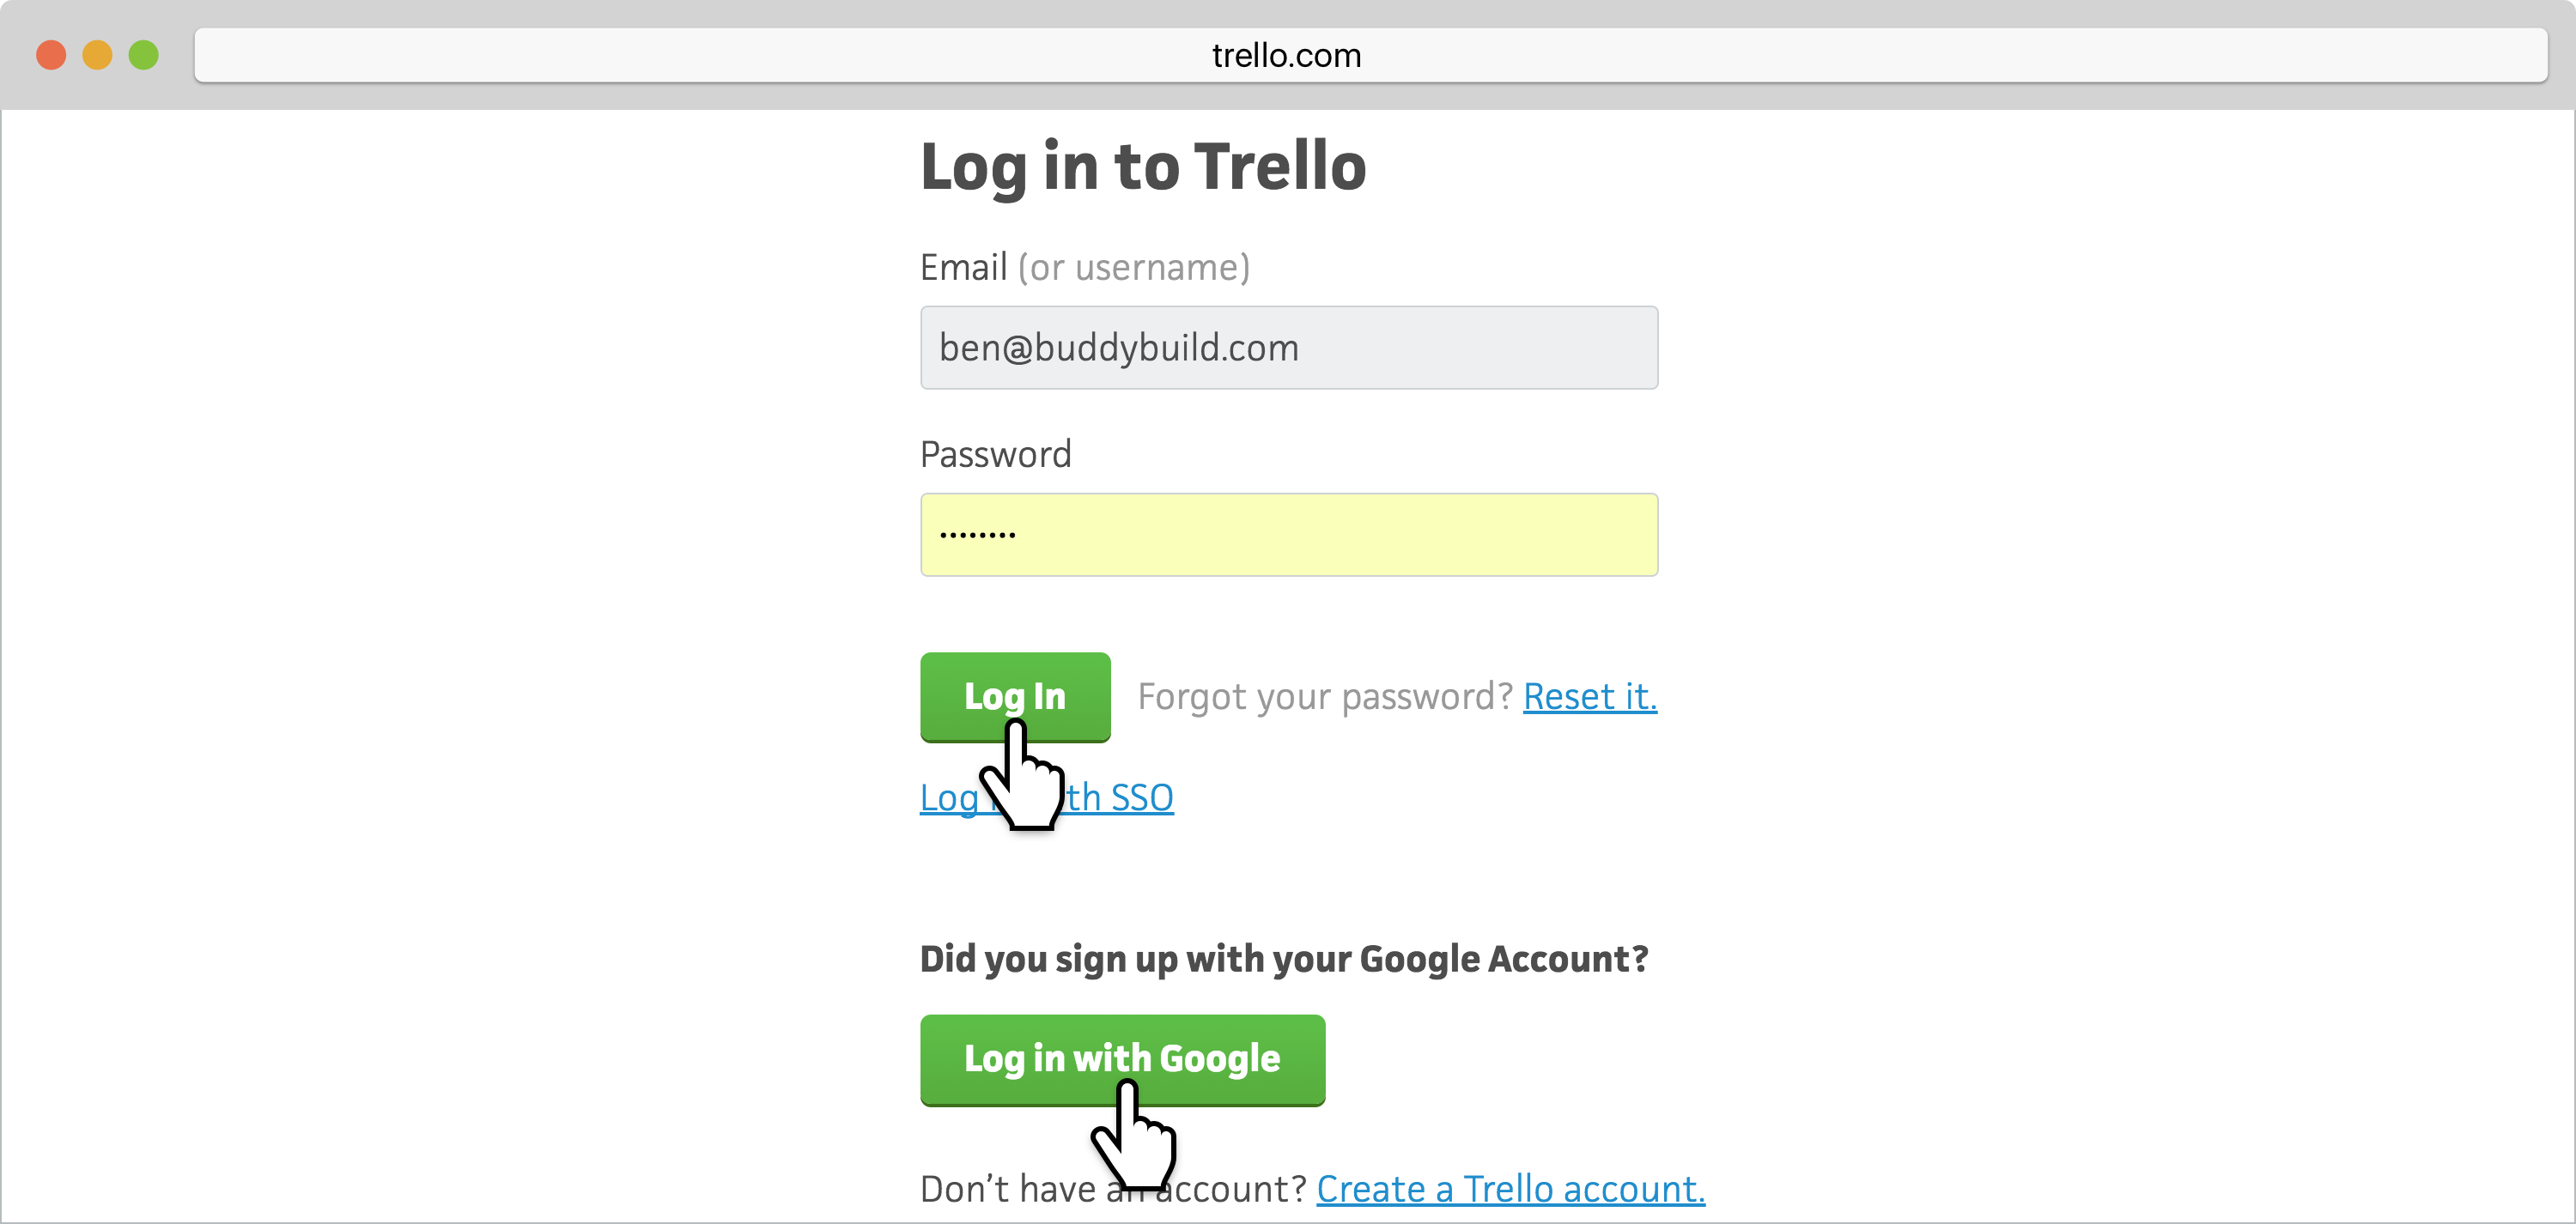 trello.com
Log in to Trello
Email (or username)
ben@buddybuild.com
Password
••••••••
Log In Forgot your password? Reset it.
Log th SSO
Did you sign up with your Google Account?
Log in with Google
Don’t have an account? Create a Trello account.